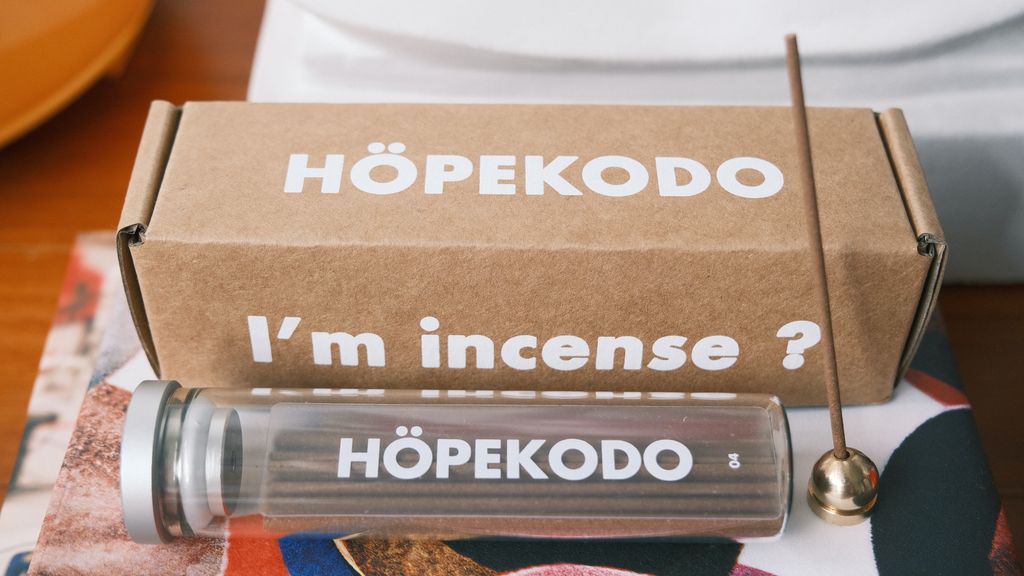 HÖPEKODO
I'm incense ?
HÖPEKODO
04